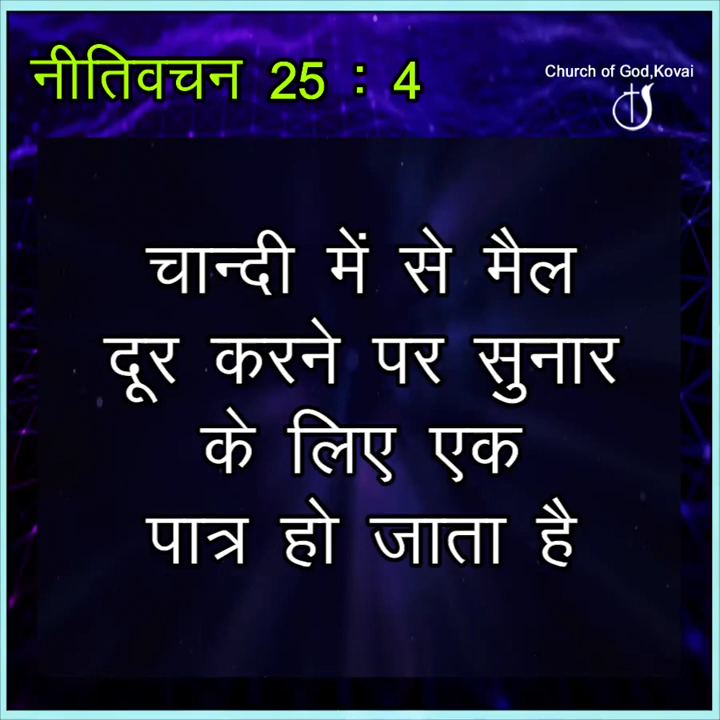 नीतिवचन 25 : 4
Church of God,Kovai
चान्दी में से मैल
दूर करने पर सुनार
के लिए एक
पात्र हो जाता है